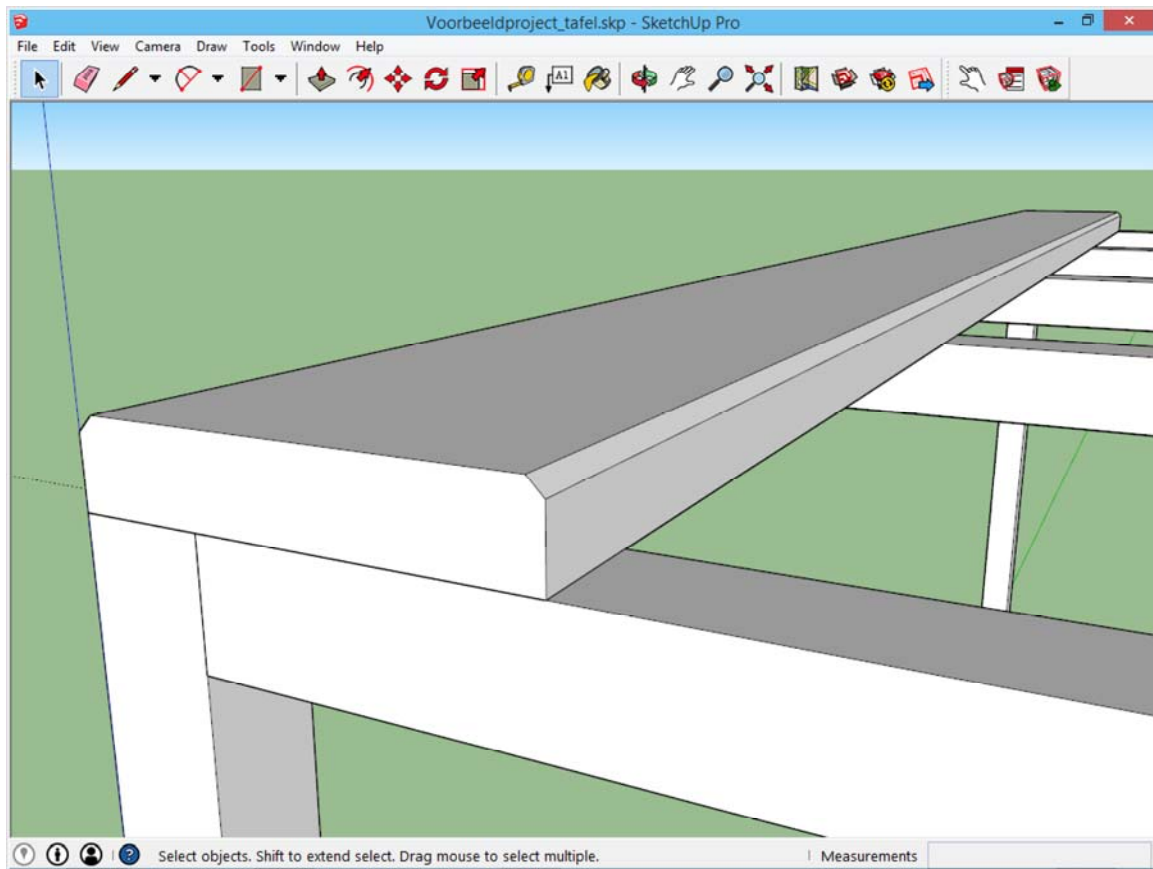 Voorbeeldproject_tafel.skp - SketchUp Pro
File Edit View Camera Draw Tools Window Help
A1
Select objects. Shift to extend select. Drag mouse to select multiple. Measurements